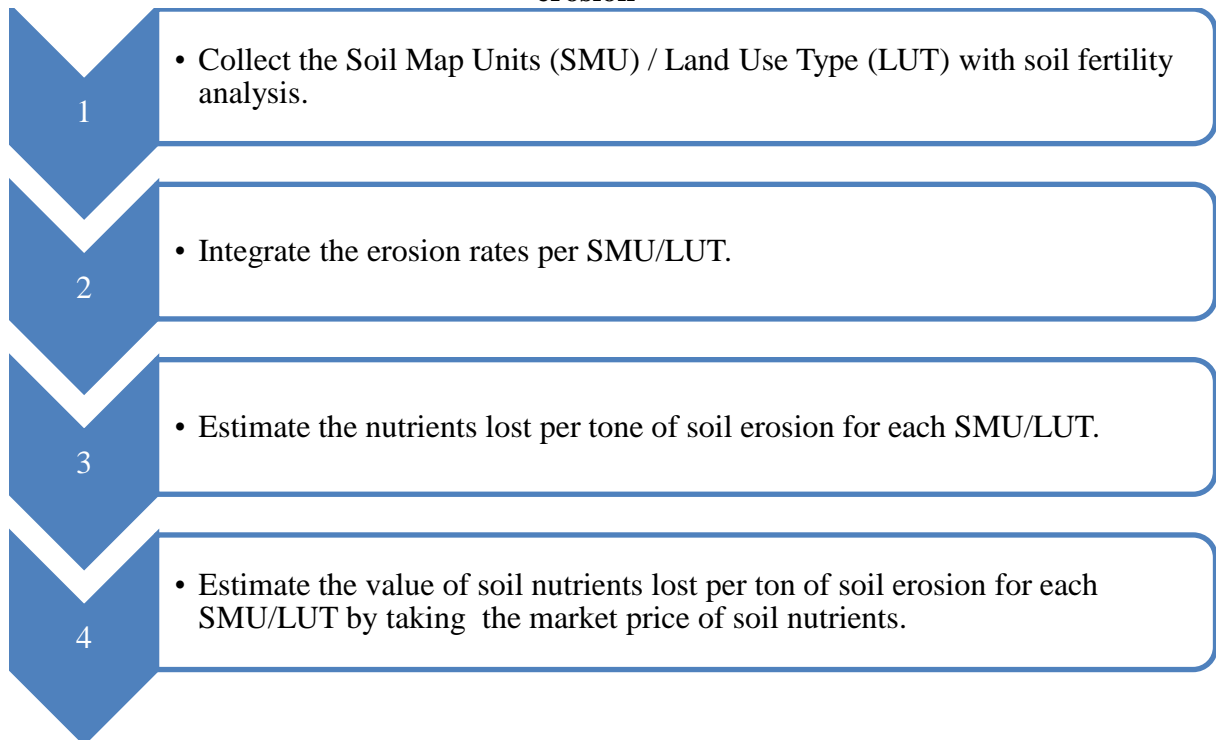 erosion
1
• Collect the Soil Map Units (SMU) / Land Use Type (LUT) with soil fertility
analysis.
2
• Integrate the erosion rates per SMU/LUT.
3
• Estimate the nutrients lost per tone of soil erosion for each SMU/LUT.
4
• Estimate the value of soil nutrients lost per ton of soil erosion for each
SMU/LUT by taking  the market price of soil nutrients.